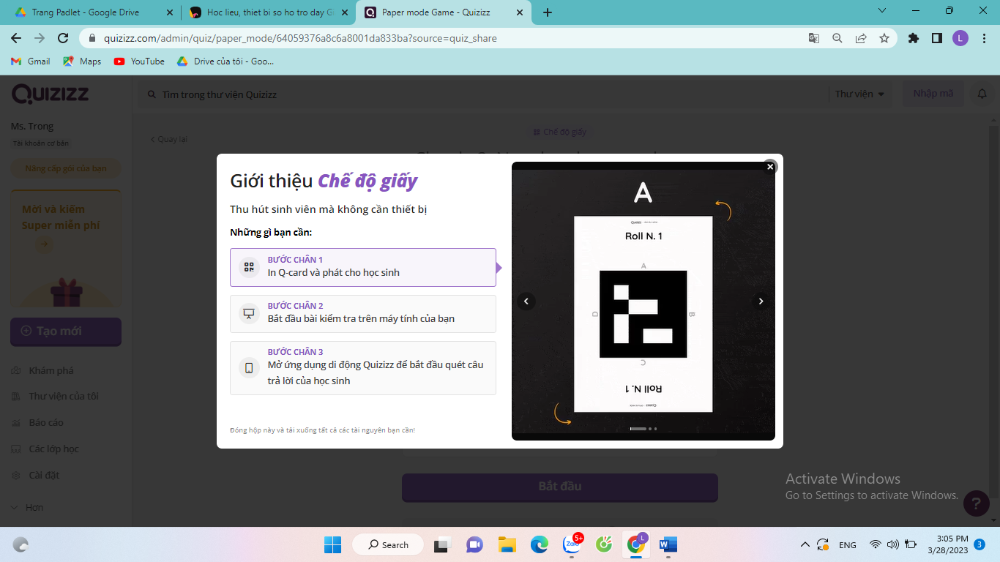 Trang Padlet - Google Drive
Hoc lieu, thiet bi so ho tro day Gi
Paper mode Game - Quizizz
quizizz.com/admin/quiz/paper_mode/64059376a8c6a8001da833ba?source=quiz_share
L
Gmail
Maps
YouTube
Drive của tôi - Goo...
Quizizz
Tìm trong thư viện Quizizz
Thư viện
Nhập mã
Ms. Trong
Tài khoản cơ bản
Quay lại
Chế độ giấy
Nâng cấp gói của bạn
Mời và kiếm
Super miễn phí
Tạo mới
Khám phá
Thư viện của tôi
Báo cáo
Các lớp học
Cài đặt
Hơn
Giới thiệu Chế độ giấy
Thu hút sinh viên mà không cần thiết bị
Những gì bạn cần:
BƯỚC CHÂN 1
In Q-card và phát cho học sinh
BƯỚC CHÂN 2
Bắt đầu bài kiểm tra trên máy tính của bạn
BƯỚC CHÂN 3
Mở ứng dụng di động Quizizz để bắt đầu quét câu
trả lời của học sinh
Đóng hộp này và tải xuống tất cả các tài nguyên bạn cần!
A
Roll N. 1
A
D
B
C
Roll N. 1
Bắt đầu
Activate Windows
Go to Settings to activate Windows.
?
Search
Zalo
5+
L
W
ENG
3:05 PM
3/28/2023
3